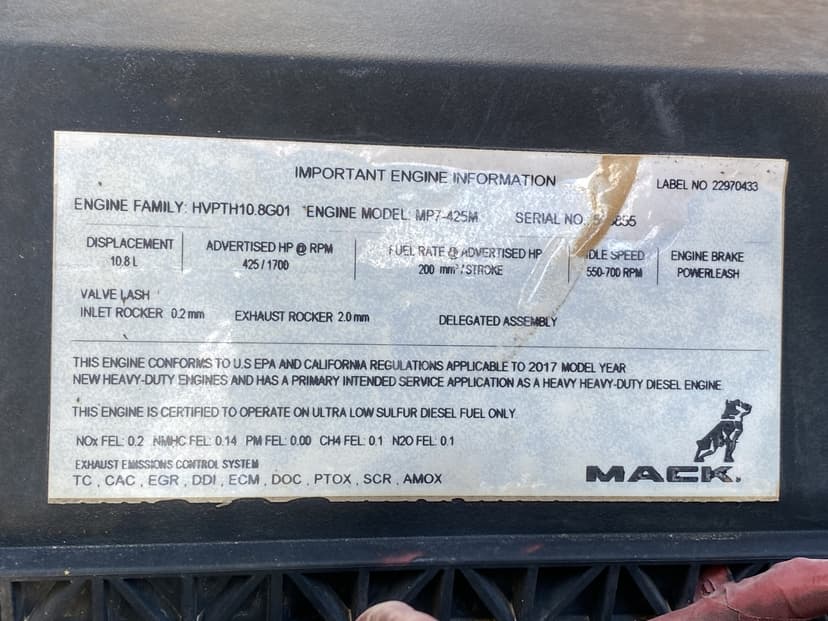 IMPORTANT ENGINE INFORMATION
LABEL NO 22970433
ENGINE FAMILY: HVPTH10.8G01 ENGINE MODEL: MP7-425M SERIAL NO.
DISPLACEMENT ADVERTISED HP @ RPM FUEL RATE @ ADVERTISED HP IDLE SPEED ENGINE BRAKE
10.8 L 425 / 1700 200 mm³ / STROKE 550-700 RPM POWERLEASH
VALVE LASH
INLET ROCKER 0.2 mm EXHAUST ROCKER 2.0 mm DELEGATED ASSEMBLY
THIS ENGINE CONFORMS TO U.S EPA AND CALIFORNIA REGULATIONS APPLICABLE TO 2017 MODEL YEAR
NEW HEAVY-DUTY ENGINES AND HAS A PRIMARY INTENDED SERVICE APPLICATION AS A HEAVY HEAVY-DUTY DIESEL ENGINE.
THIS ENGINE IS CERTIFIED TO OPERATE ON ULTRA LOW SULFUR DIESEL FUEL ONLY
NOx FEL: 0.2 NMHC FEL: 0.14 PM FEL: 0.00 CH4 FEL: 0.1 N2O FEL: 0.1
EXHAUST EMISSIONS CONTROL SYSTEM
TC , CAC , EGR , DDI , ECM , DOC , PTOX , SCR , AMOX
MACK.